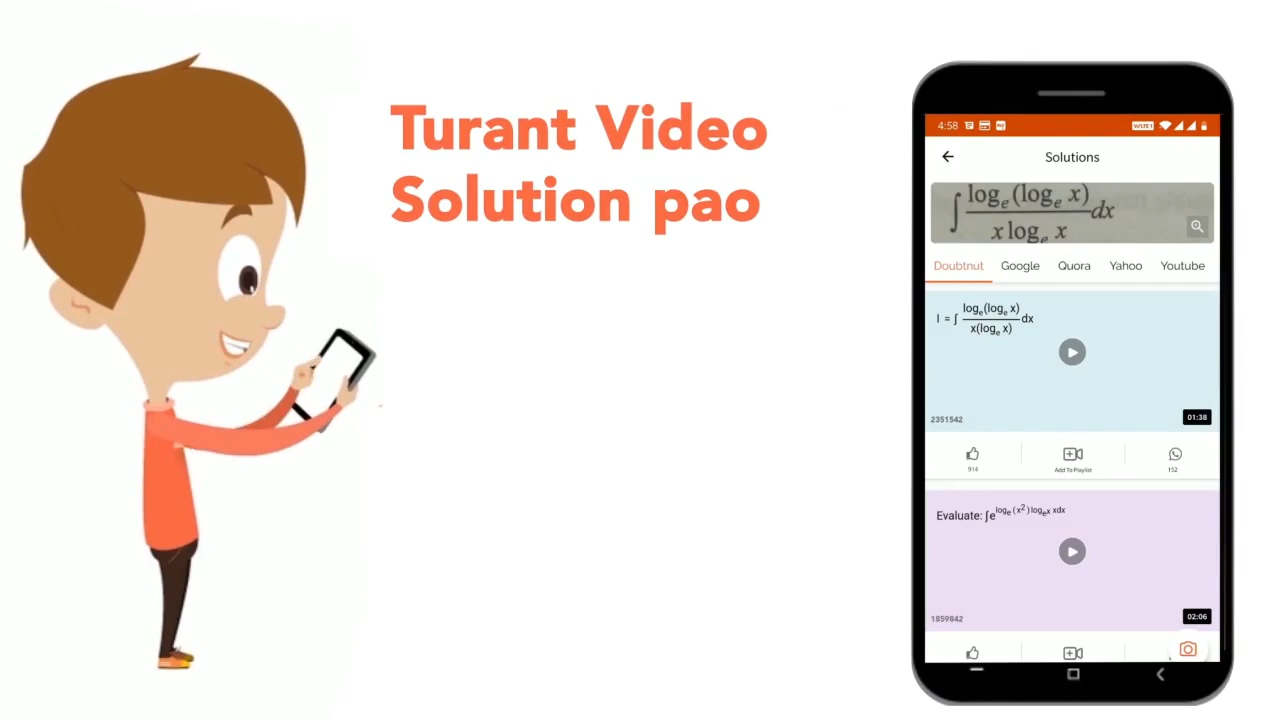 Turant Video
Solution pao
4:58
VoLTE1
Solutions
∫ logₑ(logₑ x) / x logₑ x dx
Doubtnut Google Quora Yahoo Youtube
I = ∫ logₑ(logₑ x) / x(logₑ x) dx
2351542 01:38
914 Add To Playlist 152
Evaluate: ∫e^logₑ(x²)logₑx xdx
1859842 02:06